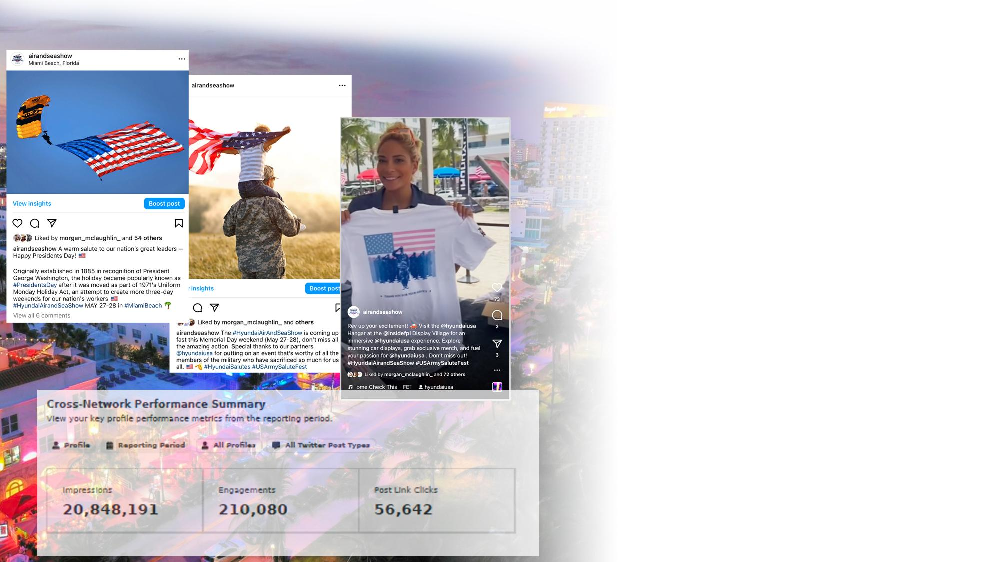 airandseashow
Miami Beach, Florida
ARMY
View insights
Boost post
Liked by morgan_mclaughlin_ and 54 others
airandseashow A warm salute to our nation's great leaders —
Happy Presidents Day! 🇺🇸
Originally established in 1885 in recognition of President
George Washington, the holiday became popularly known as
#PresidentsDay after it was moved as part of 1971's Uniform
Monday Holiday Act, an attempt to create more three-day
weekends for our nation's workers 🇺🇸
#HyundaiAirandSeaShow MAY 27-28 in #MiamiBeach 🌴
View all 6 comments
airandseashow
insights
Boost post
Liked by morgan_mclaughlin_ and others
airandseashow The #HyundaiAirAndSeaShow is coming up
fast this Memorial Day weekend (May 27-28), don't miss all
the amazing action. Special thanks to our partners
@hyundaiusa for putting on an event that's worthy of all the
members of the military who have sacrificed so much for us
all. 🇺🇸 🫡 #HyundaiSalutes #USArmySaluteFest
HYUNDAI
THANK YOU FOR YOUR SERVICE
73
2
3
airandseashow
Rev up your excitement! 🚗 Visit the @hyundaiusa
Hangar at the @insidefpl Display Village for an
immersive @hyundaiusa experience. Explore
stunning car displays, grab exclusive merch, and fuel
your passion for @hyundaiusa . Don't miss out!
#HyundaiAirandSeaShow #USArmySaluteFest
Liked by morgan_mclaughlin_ and 72 others
ome Check This FET hyundaiusa
Cross-Network Performance Summary
View your key profile performance metrics from the reporting period.
Profile Reporting Period All Profiles All Twitter Post Types
Impressions Engagements Post Link Clicks
20,848,191 210,080 56,642